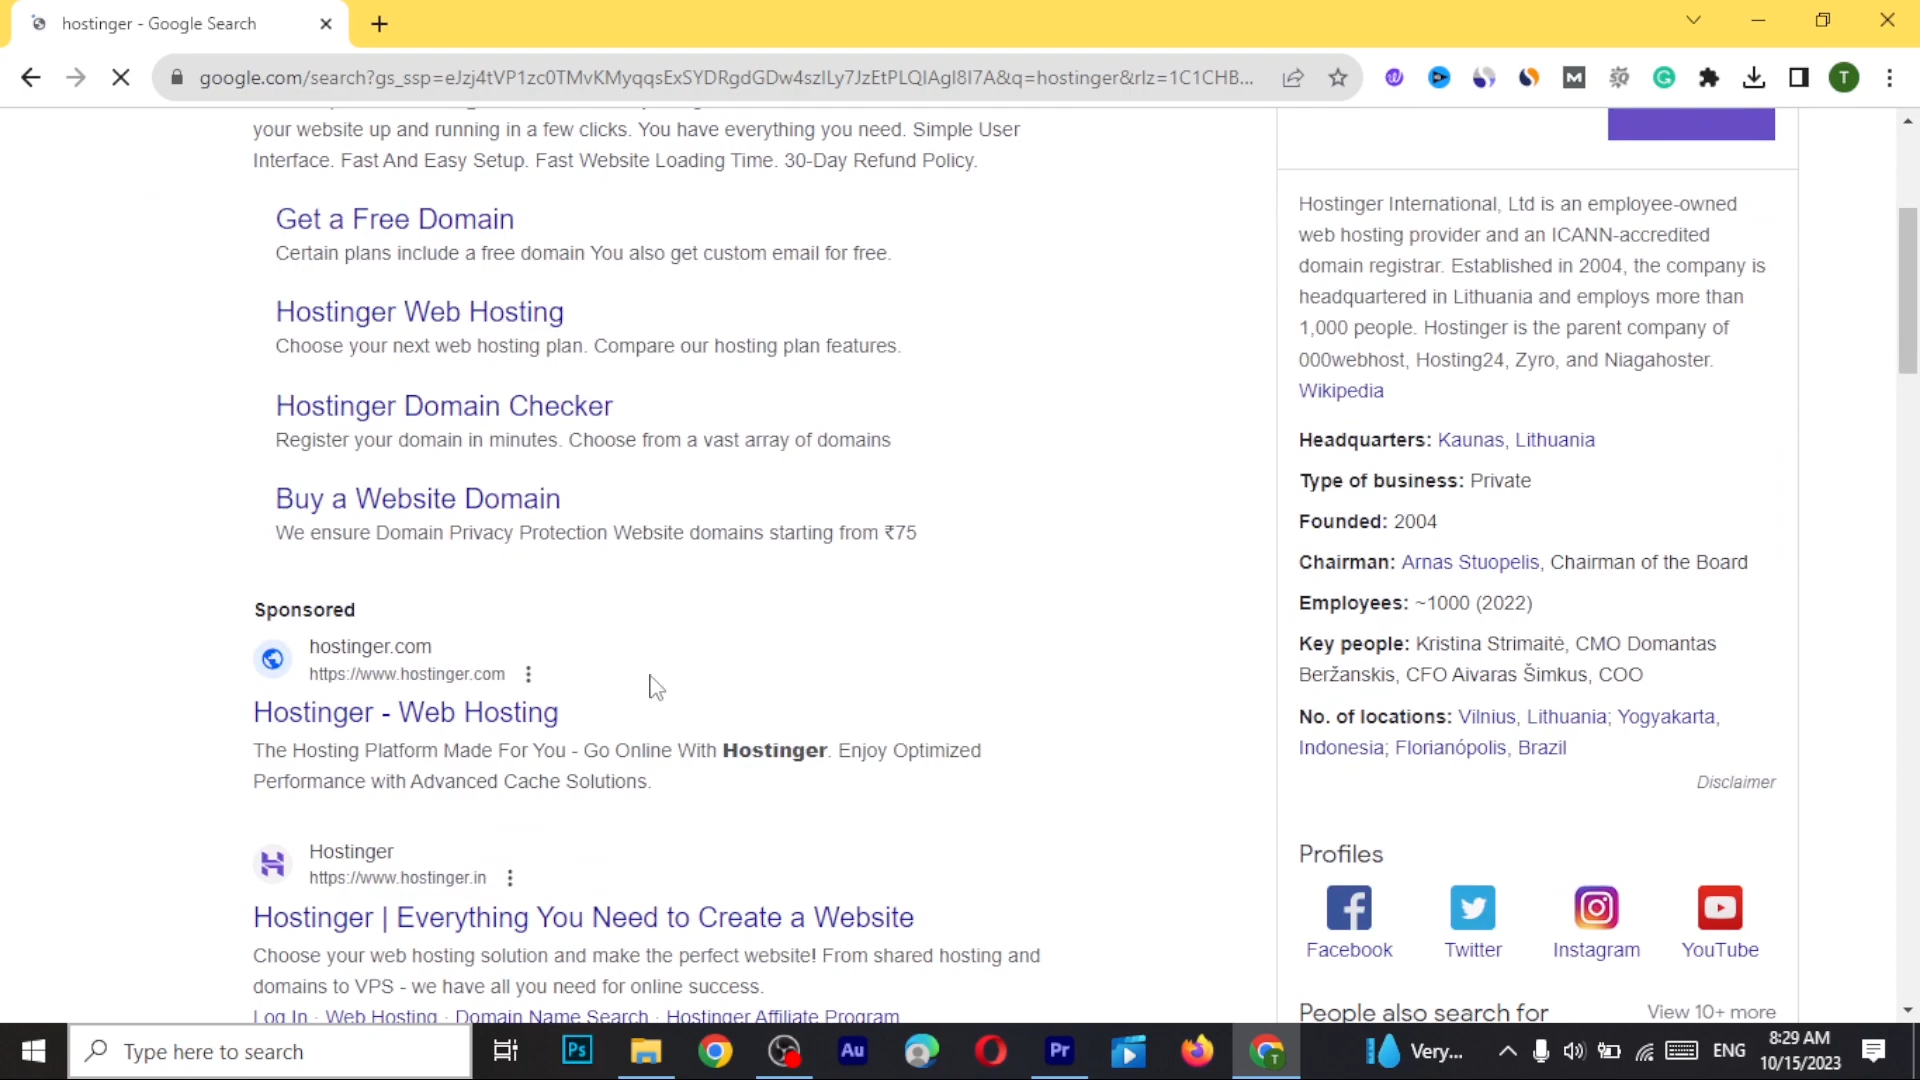 hostinger - Google Search
google.com/search?gs_ssp=eJzj4tVP1zc0TMvKMyqqsExSYDRgdGDw4szlLy7JzEtPLQIAgI8I7A&q=hostinger&rlz=1C1CHB...
T
your website up and running in a few clicks. You have everything you need. Simple User
Interface. Fast And Easy Setup. Fast Website Loading Time. 30-Day Refund Policy.
Get a Free Domain
Certain plans include a free domain You also get custom email for free.
Hostinger Web Hosting
Choose your next web hosting plan. Compare our hosting plan features.
Hostinger Domain Checker
Register your domain in minutes. Choose from a vast array of domains
Buy a Website Domain
We ensure Domain Privacy Protection Website domains starting from ₹75
Sponsored
hostinger.com
https://www.hostinger.com
Hostinger - Web Hosting
The Hosting Platform Made For You - Go Online With Hostinger. Enjoy Optimized
Performance with Advanced Cache Solutions.
Hostinger
https://www.hostinger.in
Hostinger | Everything You Need to Create a Website
Choose your web hosting solution and make the perfect website! From shared hosting and
domains to VPS - we have all you need for online success.
Log In · Web Hosting · Domain Name Search · Hostinger Affiliate Program
Hostinger International, Ltd is an employee-owned
web hosting provider and an ICANN-accredited
domain registrar. Established in 2004, the company is
headquartered in Lithuania and employs more than
1,000 people. Hostinger is the parent company of
000webhost, Hosting24, Zyro, and Niagahoster.
Wikipedia
Headquarters: Kaunas, Lithuania
Type of business: Private
Founded: 2004
Chairman: Arnas Stuopelis, Chairman of the Board
Employees: ~1000 (2022)
Key people: Kristina Strimaitė, CMO Domantas
Beržanskis, CFO Aivaras Šimkus, COO
No. of locations: Vilnius, Lithuania; Yogyakarta,
Indonesia; Florianópolis, Brazil
Disclaimer
Profiles
Facebook Twitter Instagram YouTube
People also search for View 10+ more
Type here to search
Ps
Au
Pr
T
Very...
ENG
8:29 AM
10/15/2023